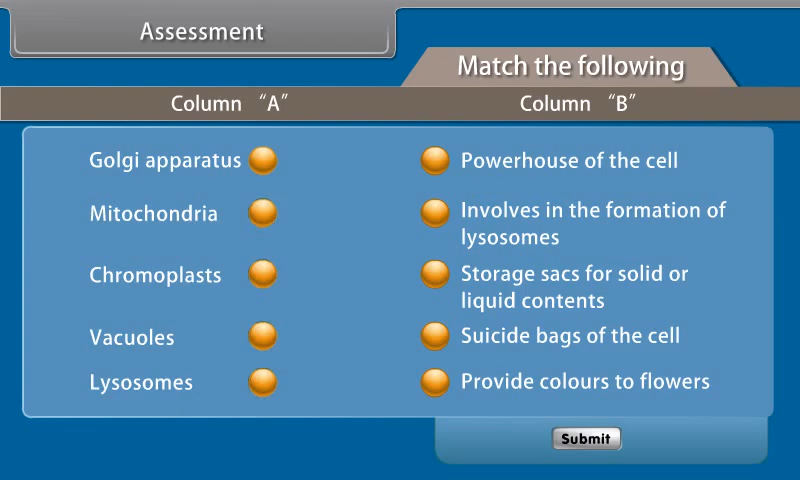 Assessment
Match the following
Column “A”
Column “B”
Golgi apparatus
Powerhouse of the cell
Mitochondria
Involves in the formation of
lysosomes
Chromoplasts
Storage sacs for solid or
liquid contents
Vacuoles
Suicide bags of the cell
Lysosomes
Provide colours to flowers
Submit